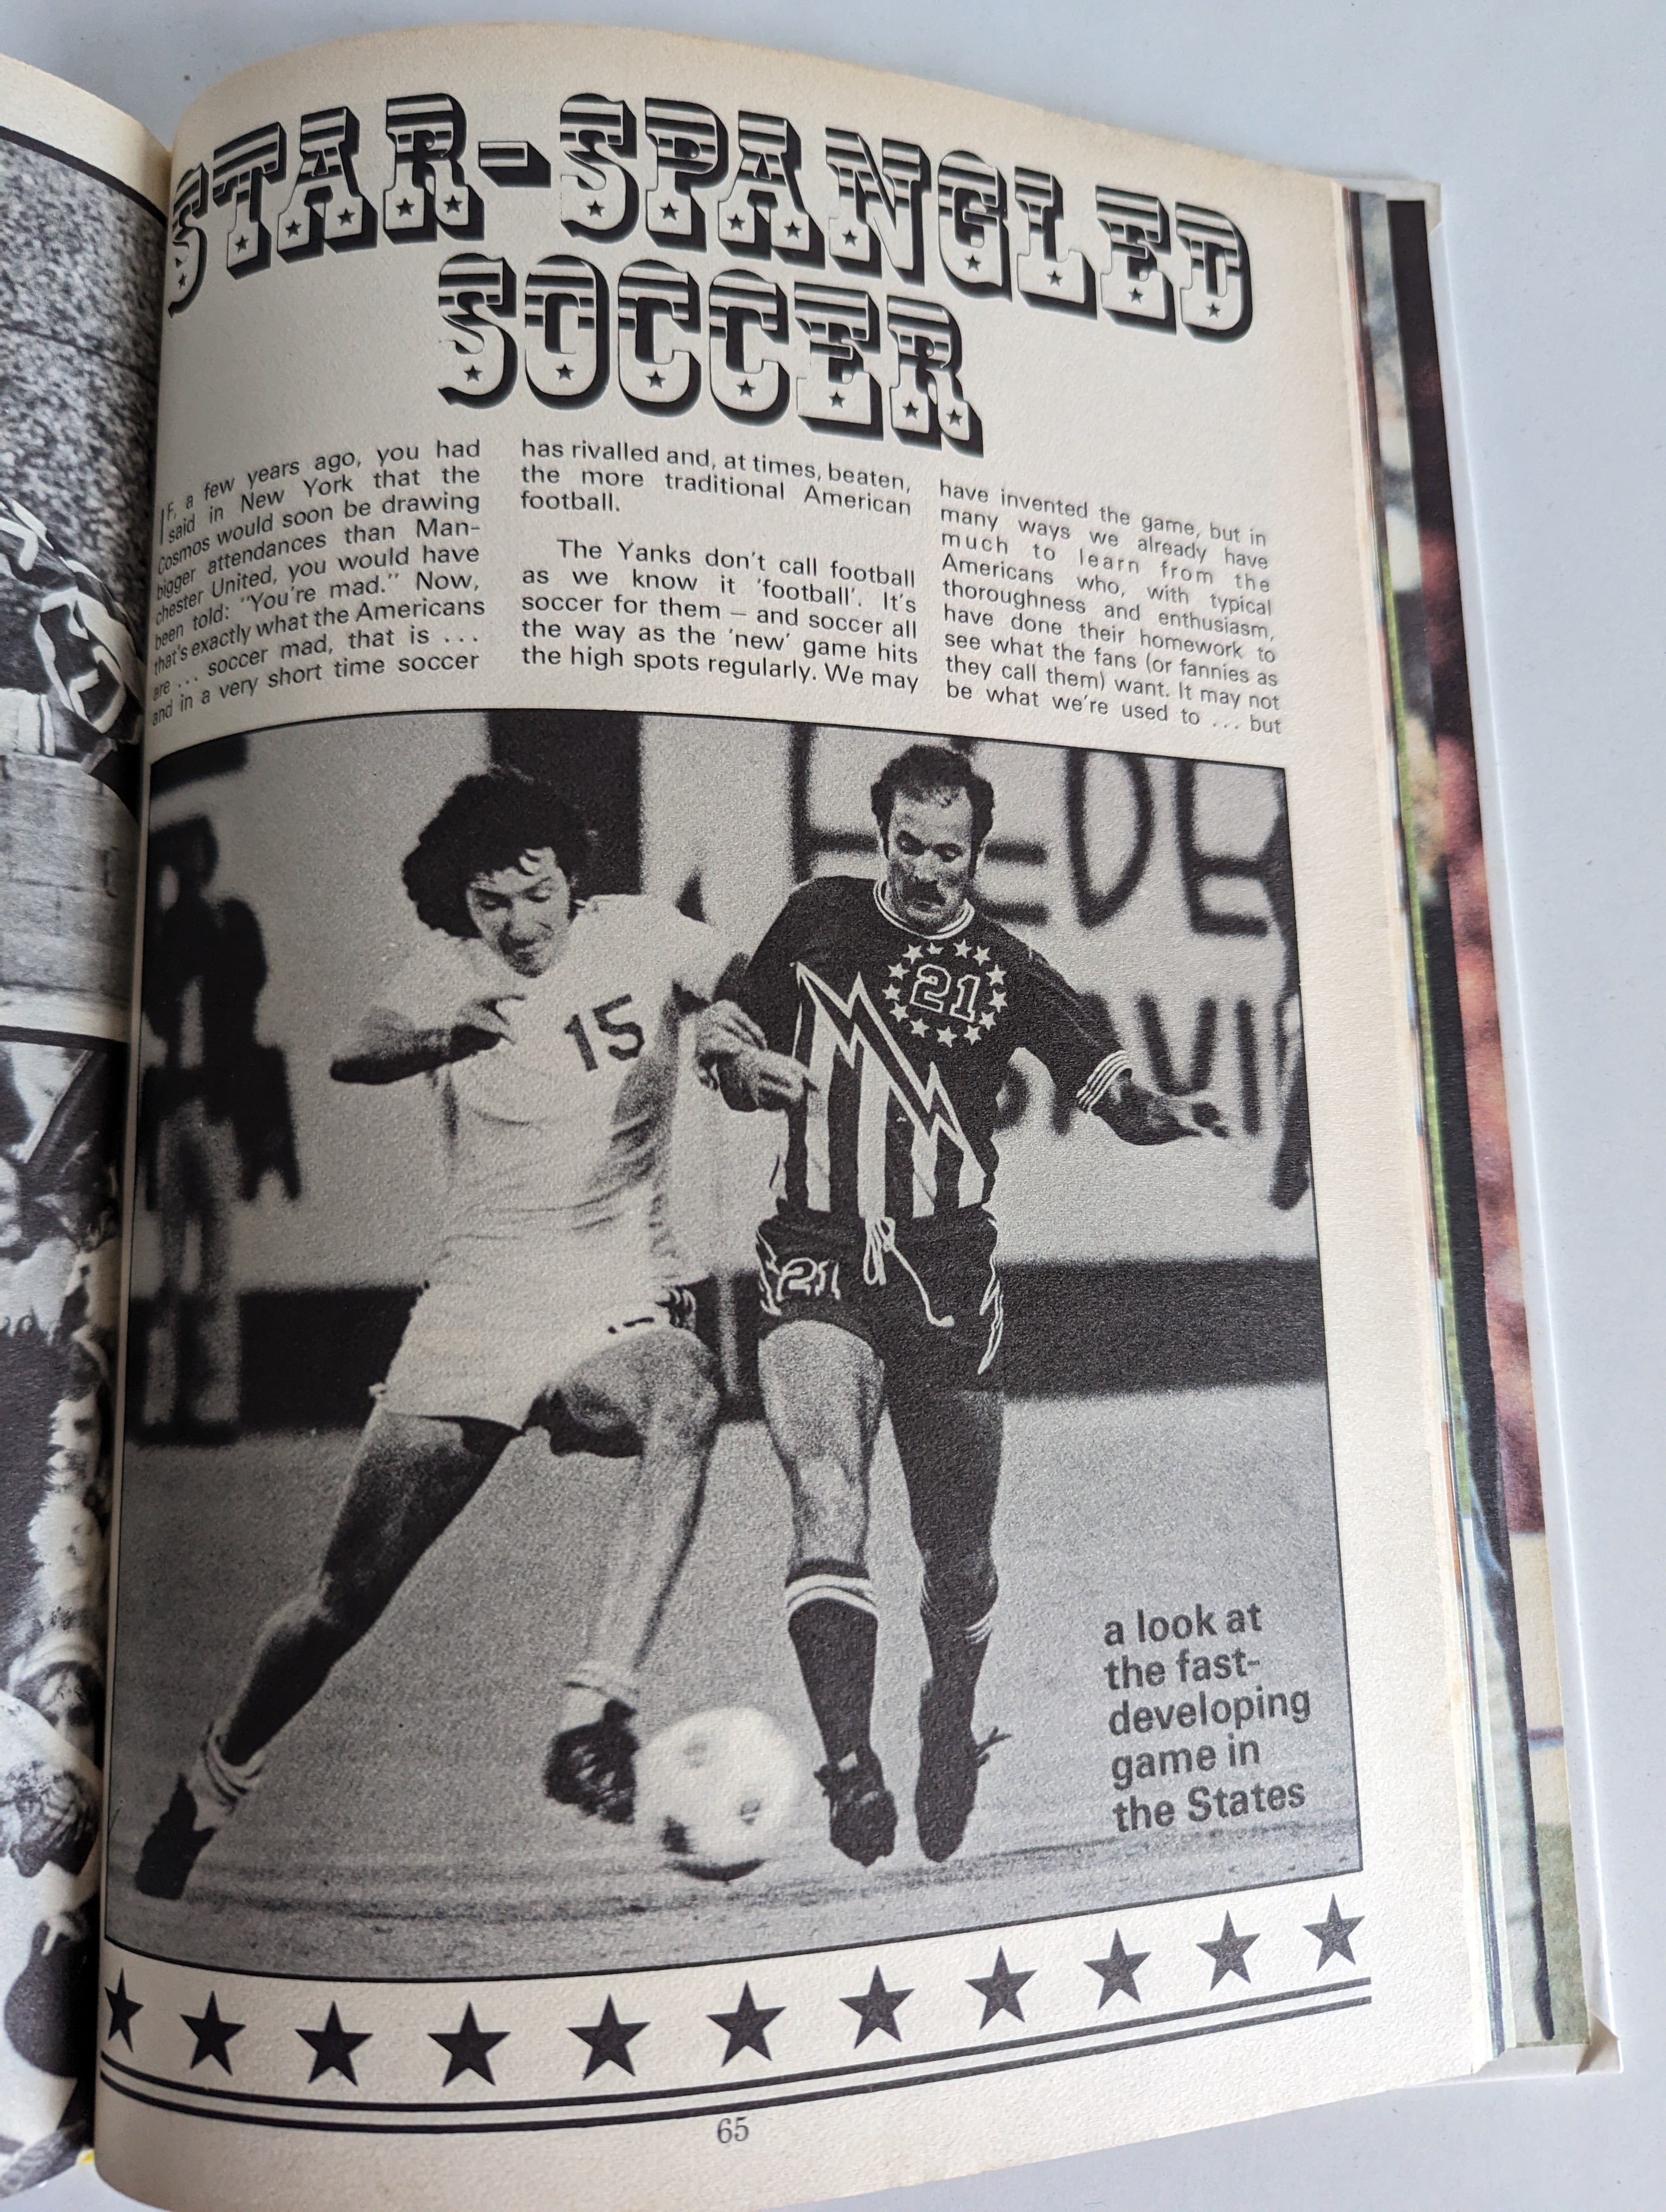 STAR-SPANGLED
SOCCER
IF, a few years ago, you had
said in New York that the
Cosmos would soon be drawing
bigger attendances than Man-
chester United, you would have
been told: "You're mad." Now,
that's exactly what the Americans
are ... soccer mad, that is ...
and in a very short time soccer
has rivalled and, at times, beaten,
the more traditional American
football.
The Yanks don't call football
as we know it 'football'. It's
soccer for them – and soccer all
the way as the 'new' game hits
the high spots regularly. We may
have invented the game, but in
many ways we already have
much to learn from the
Americans who, with typical
thoroughness and enthusiasm,
have done their homework to
see what the fans (or fannies as
they call them) want. It may not
be what we're used to ... but
15
21
21
a look at
the fast-
developing
game in
the States
65